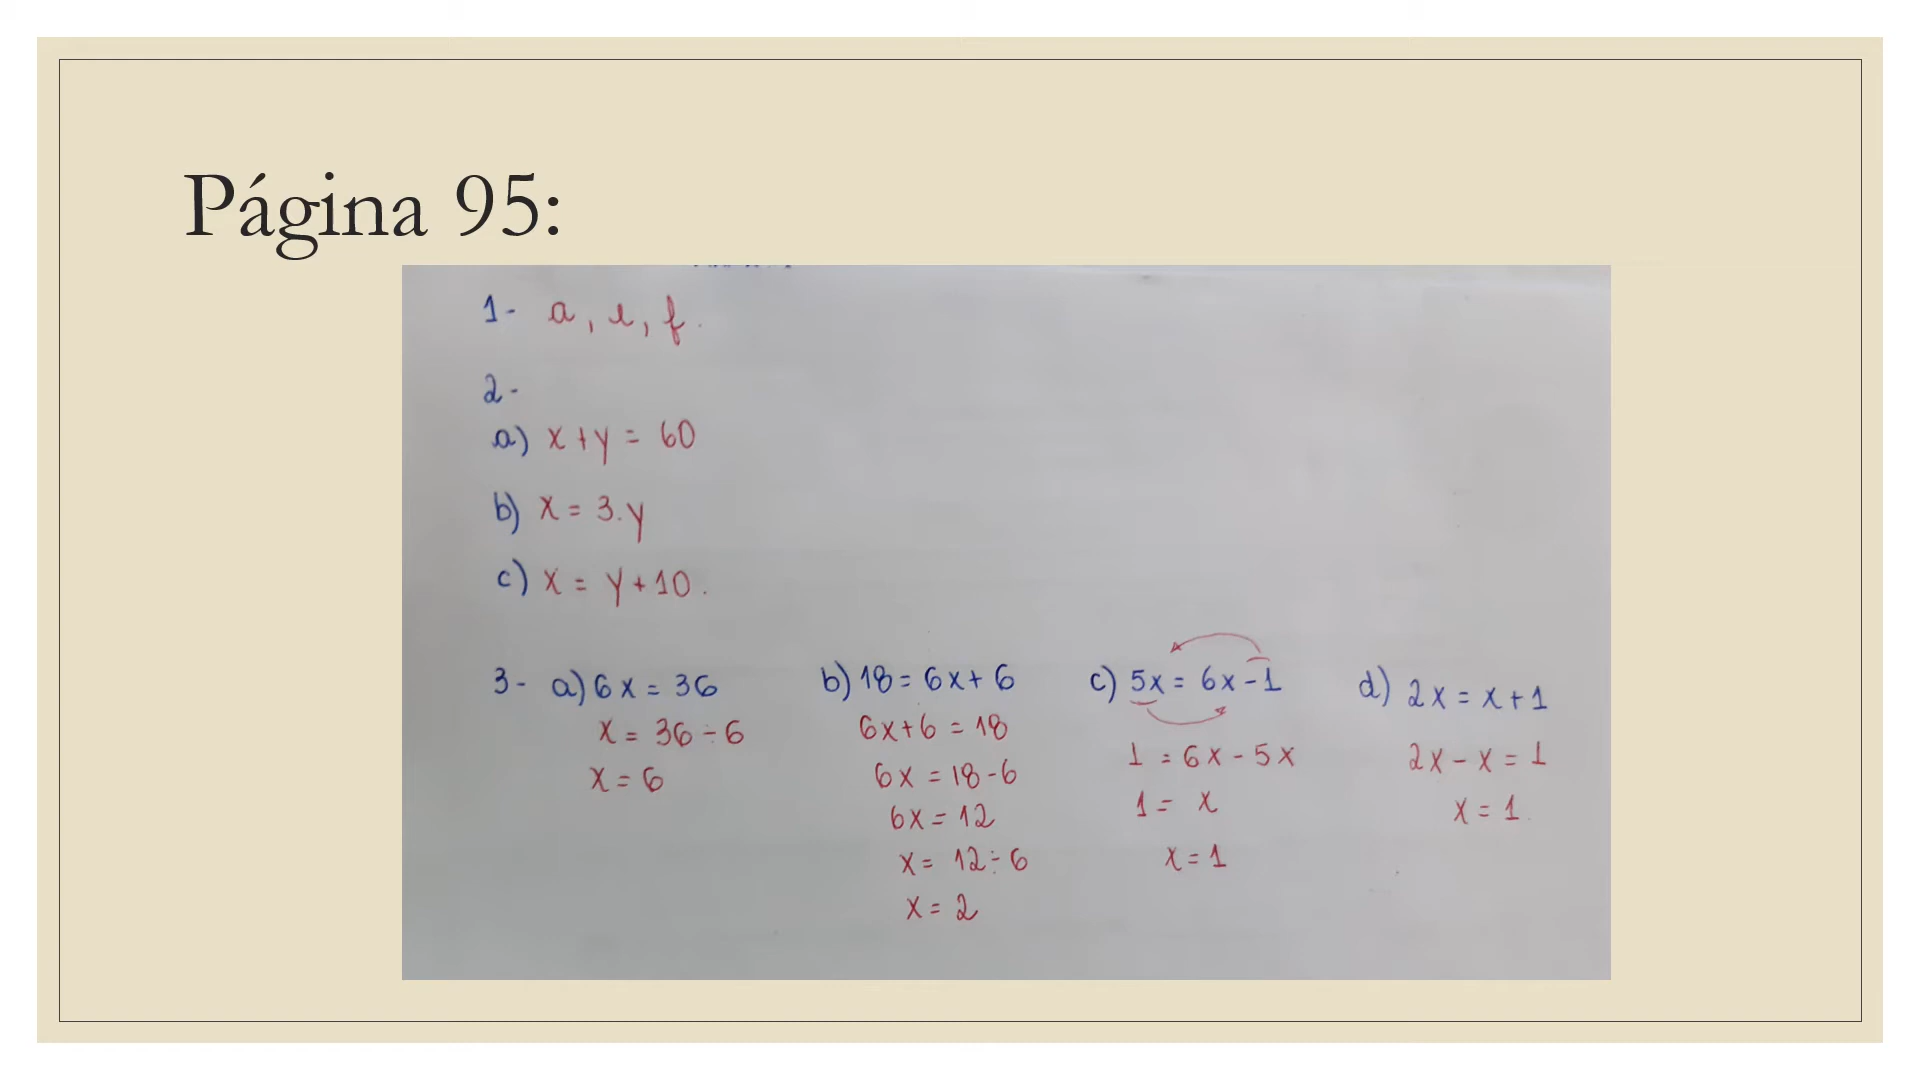 Página 95:
1- a, e, f.
2-
a) x+y = 60
b) x = 3.y
c) x = y+10.
3- a) 6x = 36
x = 36÷6
x = 6
b) 18 = 6x+6
6x+6 = 18
6x = 18-6
6x = 12
x = 12÷6
x = 2
c) 5x = 6x-1
1 = 6x-5x
1 = x
x = 1
d) 2x = x+1
2x-x = 1
x = 1.